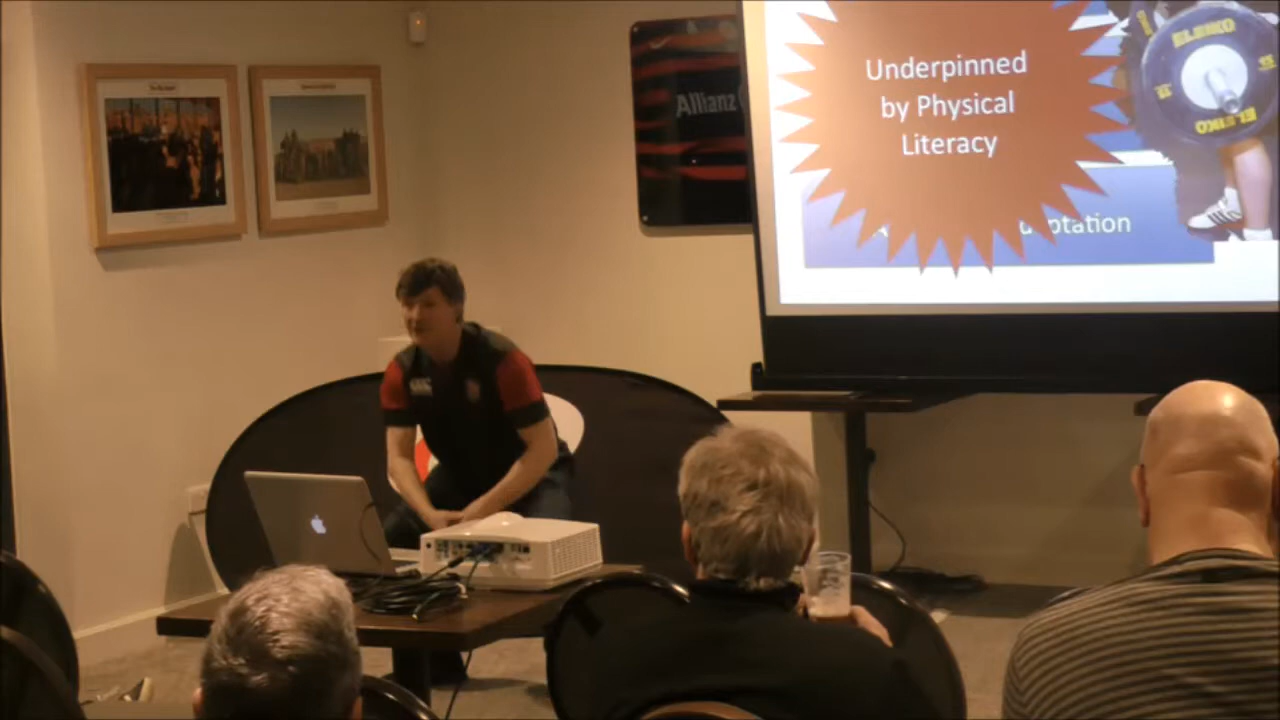 Underpinned
by Physical
Literacy
Allianz
ELEIKO
ELEIKO